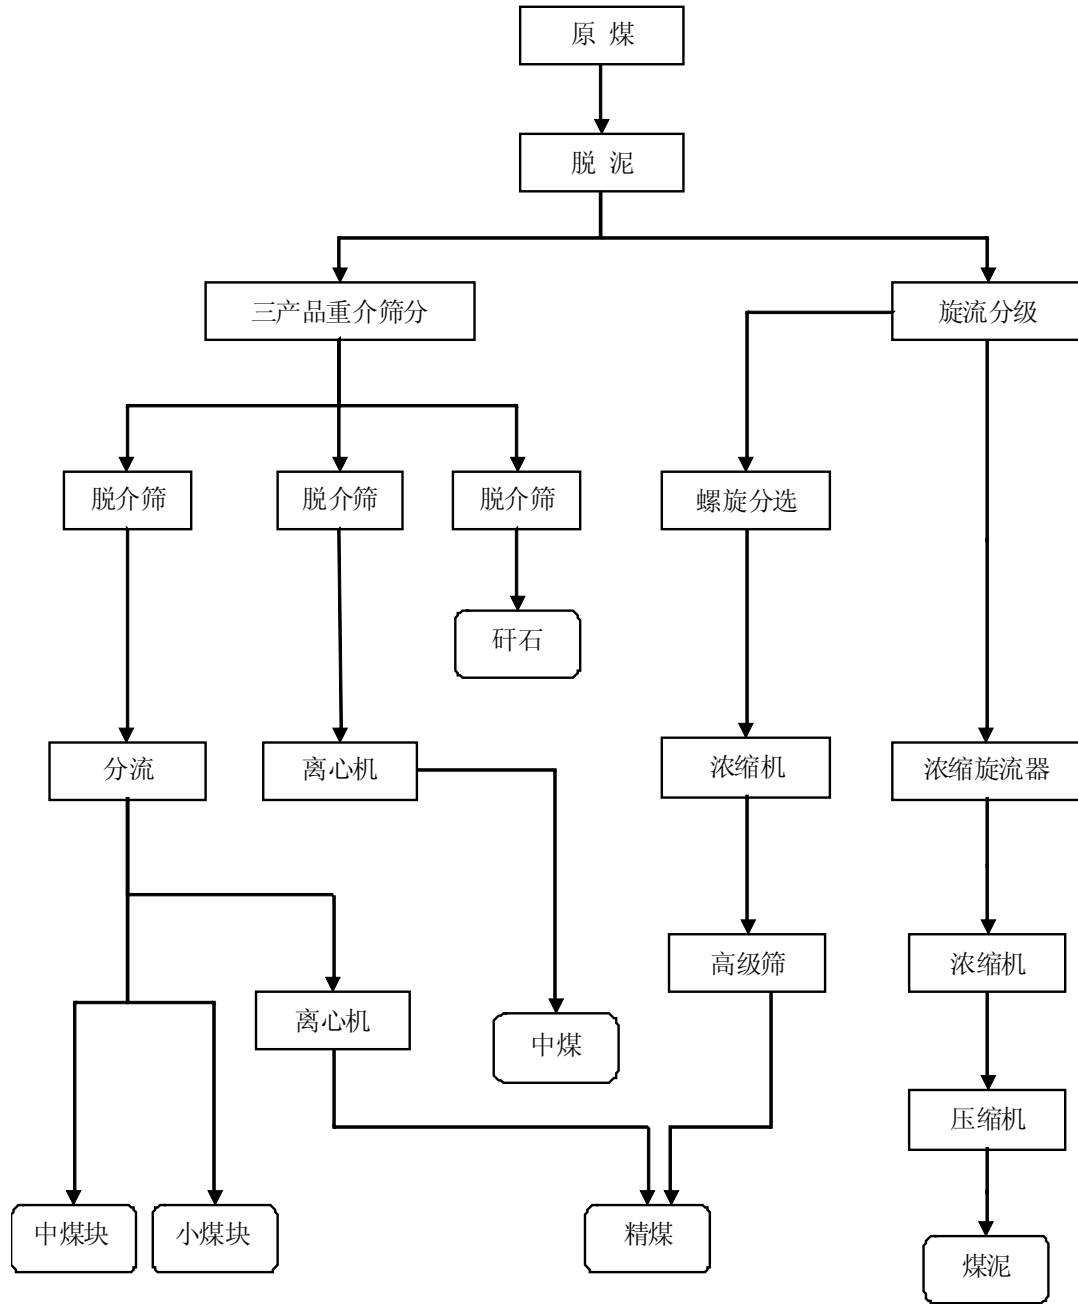 原 煤
脱 泥
三产品重介筛分
旋流分级
脱介筛
脱介筛
脱介筛
螺旋分选
矸石
分流
离心机
浓缩机
浓缩旋流器
高级筛
浓缩机
离心机
中煤
压缩机
中煤块
小煤块
精煤
煤泥